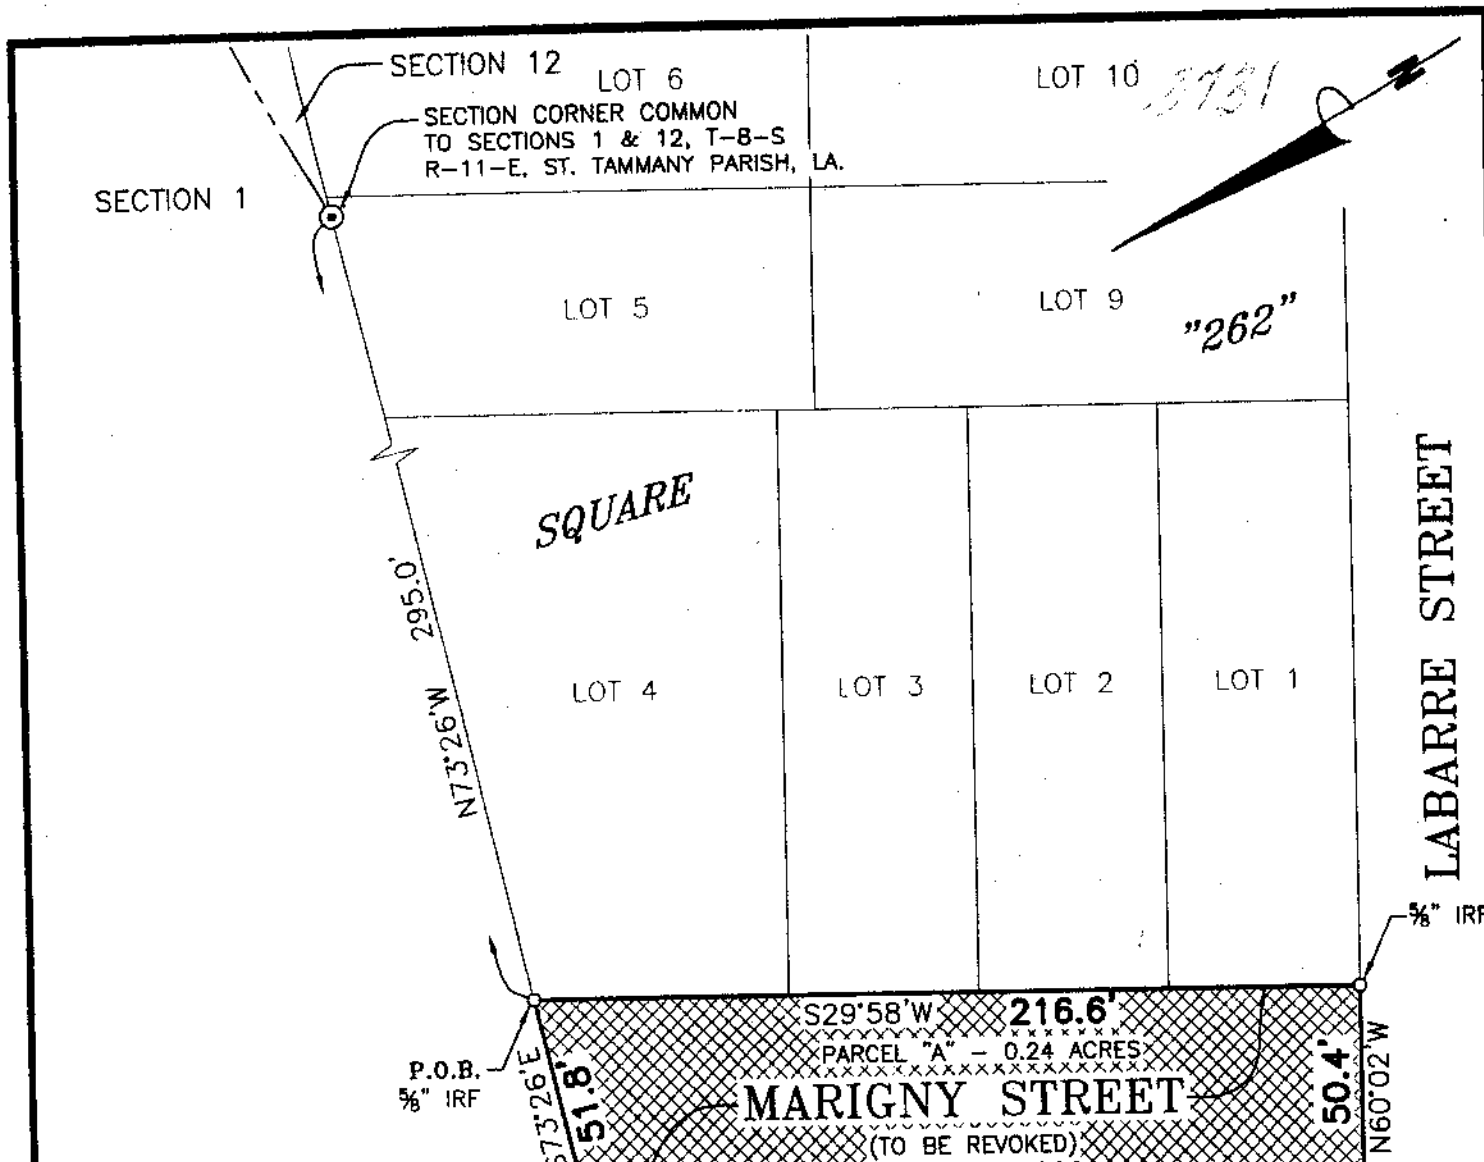 SECTION 12
LOT 6
LOT 10
3731
N
SECTION CORNER COMMON
TO SECTIONS 1 & 12, T-8-S
R-11-E, ST. TAMMANY PARISH, LA.
SECTION 1
LOT 5
LOT 9
"262"
SQUARE
LABARRE STREET
295.0'
N73°26'W
LOT 4
LOT 3
LOT 2
LOT 1
5/8" IRF
S29°58'W 216.6'
PARCEL "A" - 0.24 ACRES
MARIGNY STREET
(TO BE REVOKED)
P.O.B.
5/8" IRF
S73°26'E
51.8'
50.4'
N60°02'W